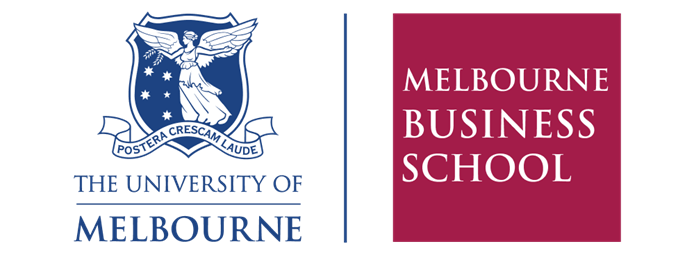 POSTERA CRESCAM LAUDE
THE UNIVERSITY OF
MELBOURNE
MELBOURNE
BUSINESS
SCHOOL